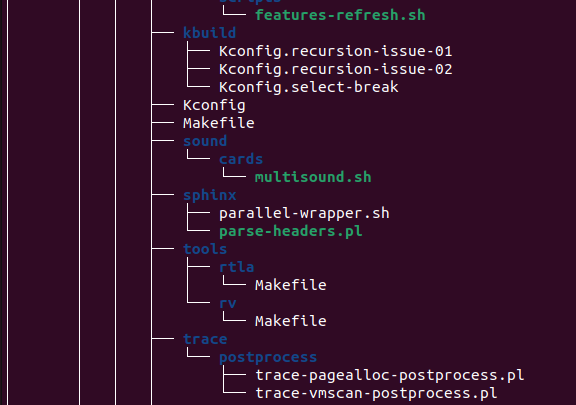 features-refresh.sh
kbuild
Kconfig.recursion-issue-01
Kconfig.recursion-issue-02
Kconfig.select-break
Kconfig
Makefile
sound
cards
multisound.sh
sphinx
parallel-wrapper.sh
parse-headers.pl
tools
rtla
Makefile
rv
Makefile
trace
postprocess
trace-pagealloc-postprocess.pl
trace-vmscan-postprocess.pl